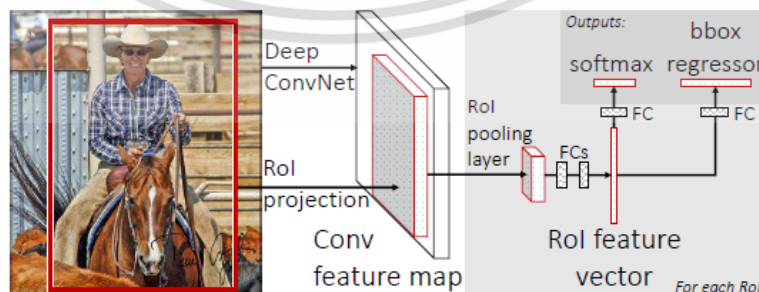 Deep
ConvNet
RoI
projection
Conv
feature map
RoI
pooling
layer
FCs
RoI feature
vector
Outputs:
softmax
bbox
regressor
FC
FC
For each RoI